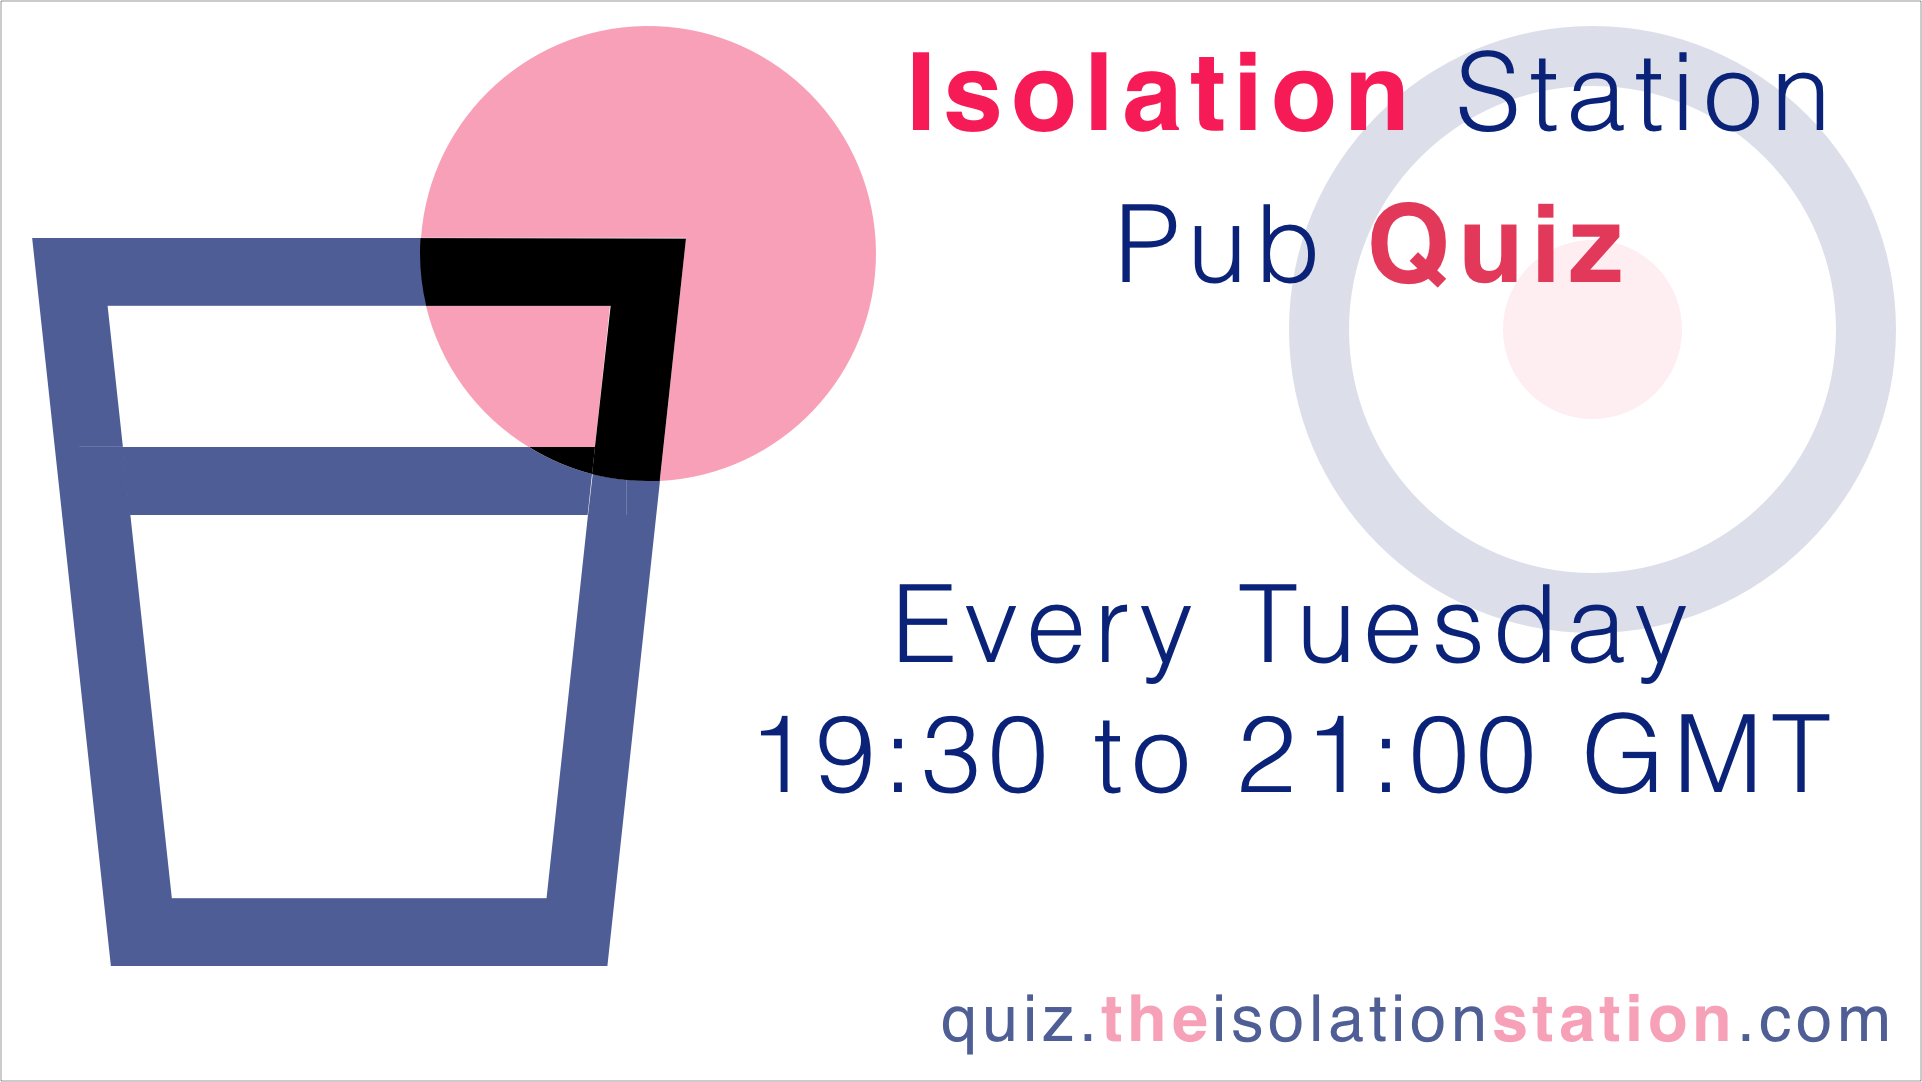 Isolation Station
Pub Quiz
Every Tuesday
19:30 to 21:00 GMT
quiz.theisolationstation.com